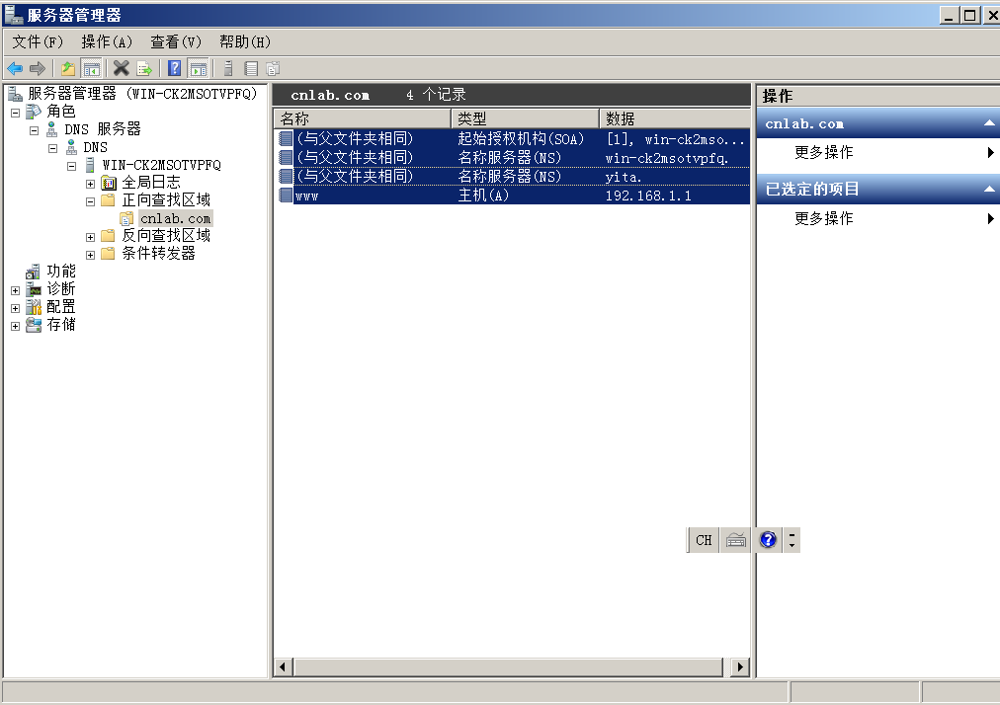 服务器管理器
文件(F) 操作(A) 查看(V) 帮助(H)
服务器管理器 (WIN-CK2MSOTVPFQ)
角色
DNS 服务器
DNS
WIN-CK2MSOTVPFQ
全局日志
正向查找区域
cnlab.com
反向查找区域
条件转发器
功能
诊断
配置
存储
cnlab.com 4 个记录
名称 类型 数据
(与父文件夹相同) 起始授权机构(SOA) [1], win-ck2mso...
(与父文件夹相同) 名称服务器(NS) win-ck2msotvpfq.
(与父文件夹相同) 名称服务器(NS) yita.
www 主机(A) 192.168.1.1
操作
cnlab.com
更多操作
已选定的项目
更多操作
CH